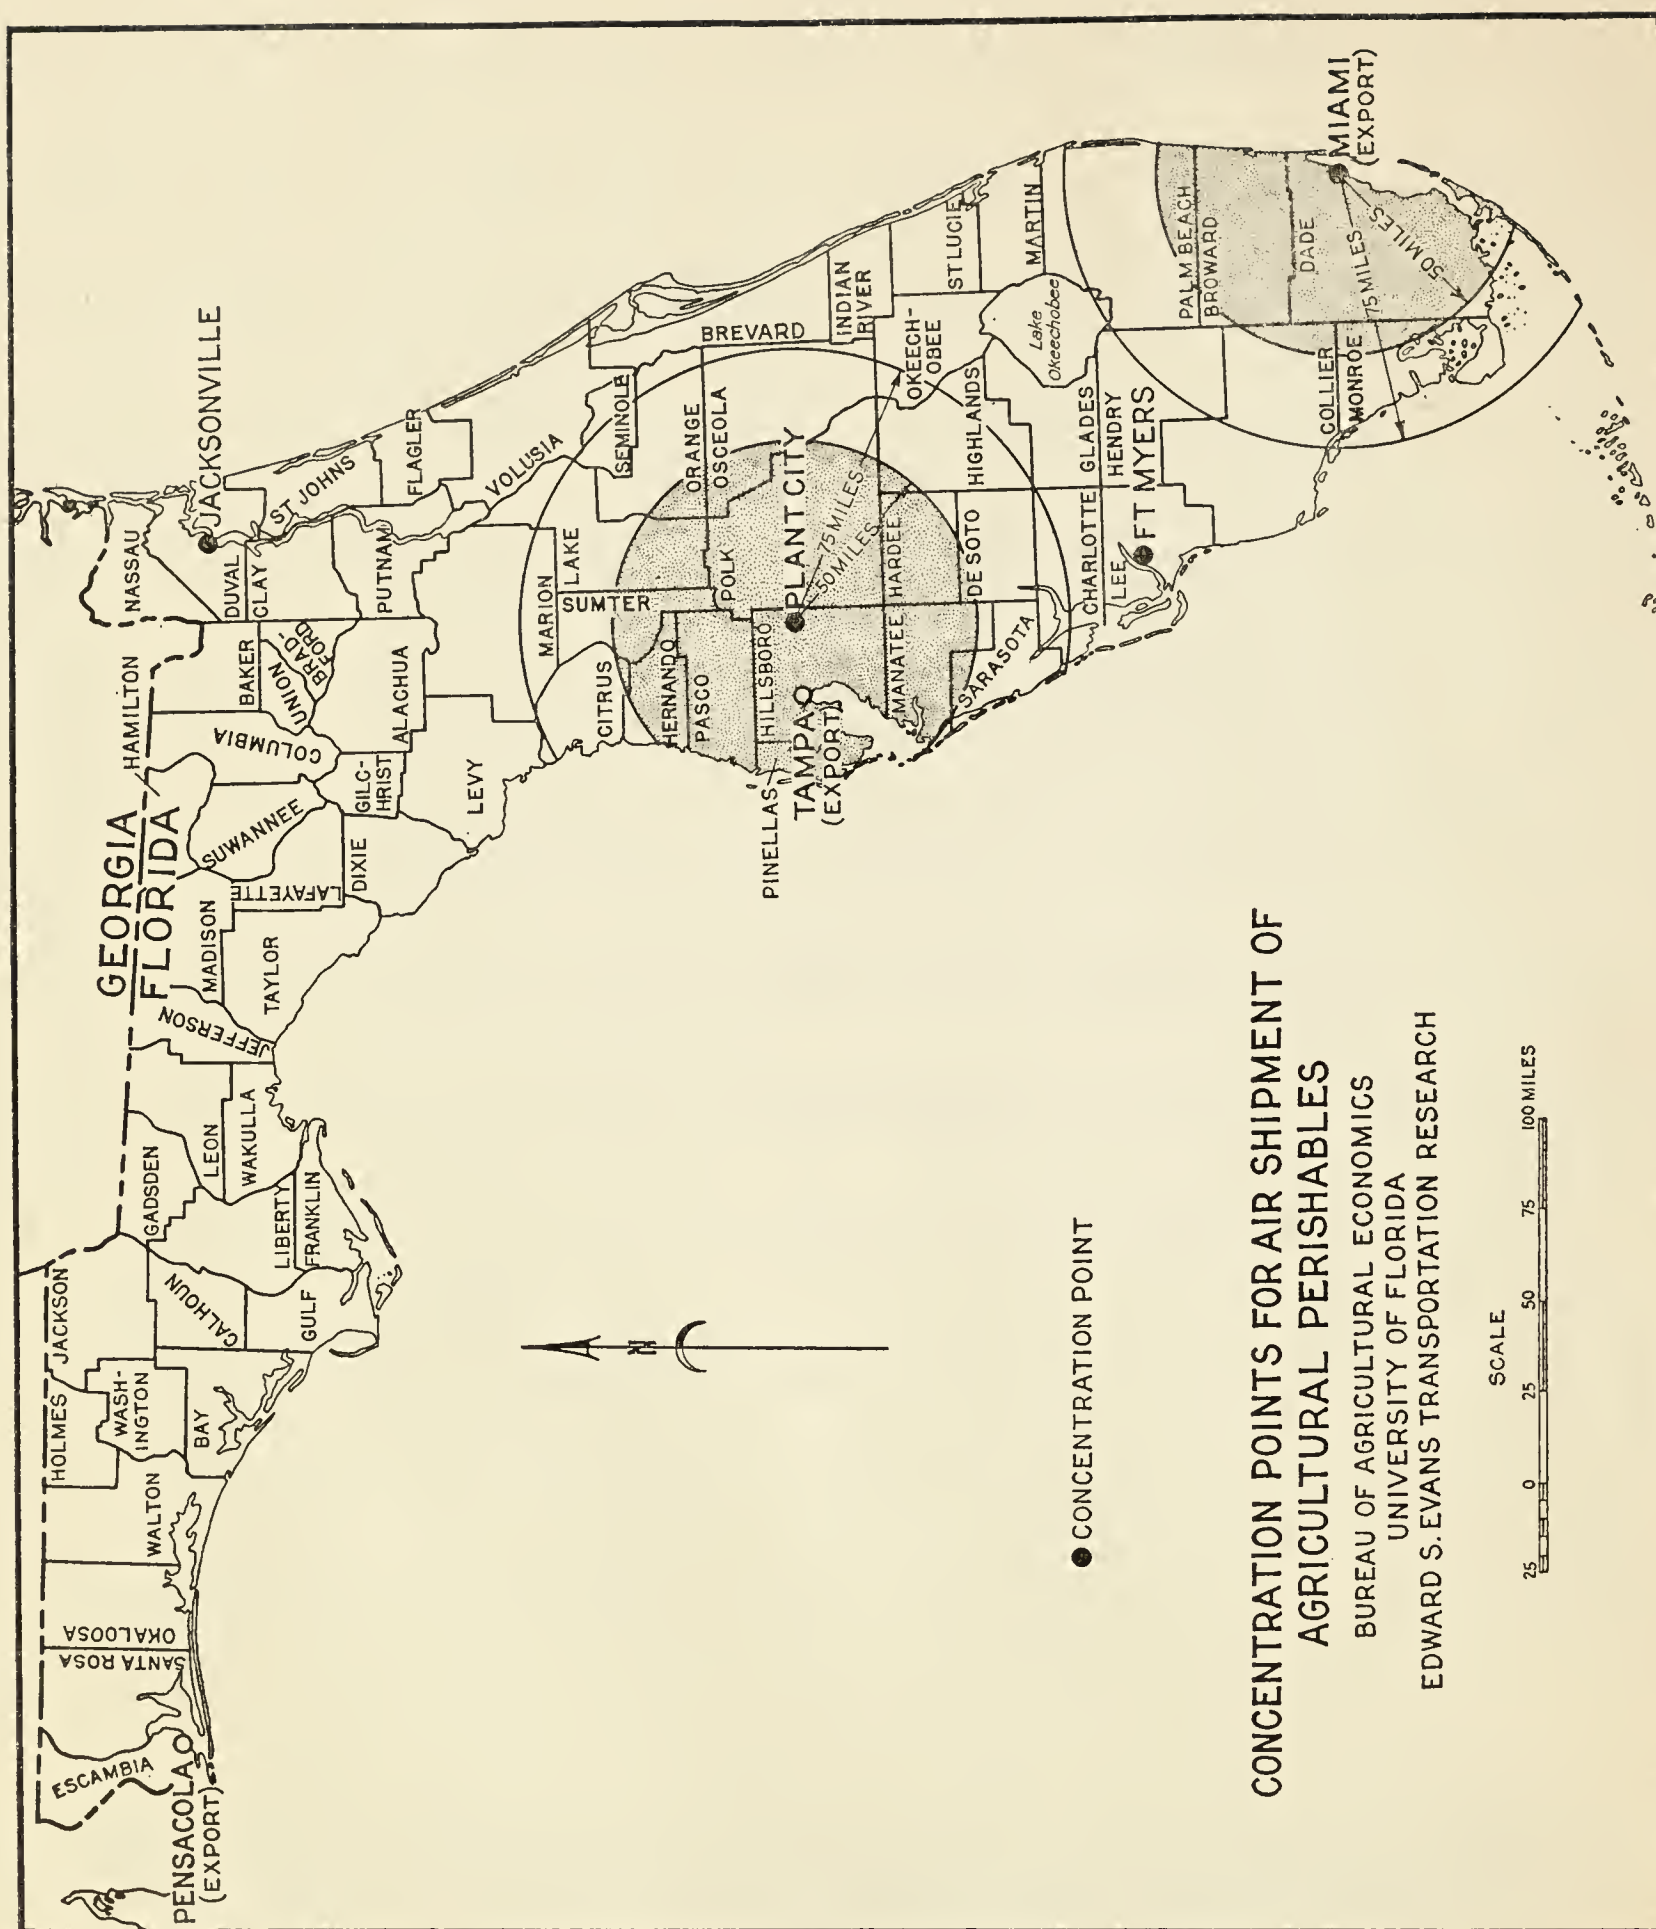 GEORGIA
FLORIDA
PENSACOLA
(EXPORT)
ESCAMBIA
SANTA ROSA
OKALOOSA
WALTON
HOLMES
WASH-
INGTON
BAY
JACKSON
CALHOUN
GULF
GADSDEN
LIBERTY
FRANKLIN
LEON
WAKULLA
JEFFERSON
MADISON
TAYLOR
LAFAYETTE
DIXIE
SUWANNEE
HAMILTON
COLUMBIA
GILC-
HRIST
LEVY
BAKER
UNION
BRAD-
FORD
ALACHUA
NASSAU
DUVAL
CLAY
PUTNAM
JACKSONVILLE
ST JOHNS
FLAGLER
VOLUSIA
MARION
LAKE
SUMTER
CITRUS
HERNANDO
PASCO
HILLSBORO
PINELLAS
TAMPA
(EXPORT)
PLANT CITY
75 MILES
50 MILES
POLK
SEMINOLE
ORANGE
OSCEOLA
BREVARD
INDIAN
RIVER
OKEECH-
OBEE
ST LUCIE
MARTIN
Lake
Okeechobee
MANATEE
HARDEE
HIGHLANDS
DE SOTO
SARASOTA
CHARLOTTE
GLADES
LEE
HENDRY
FT MYERS
PALM BEACH
BROWARD
DADE
COLLIER
MONROE
75 MILES
50 MILES
MIAMI
(EXPORT)
N
CONCENTRATION POINT
CONCENTRATION POINTS FOR AIR SHIPMENT OF
AGRICULTURAL PERISHABLES
BUREAU OF AGRICULTURAL ECONOMICS
UNIVERSITY OF FLORIDA
EDWARD S. EVANS TRANSPORTATION RESEARCH
SCALE
25 0 25 50 75 100 MILES